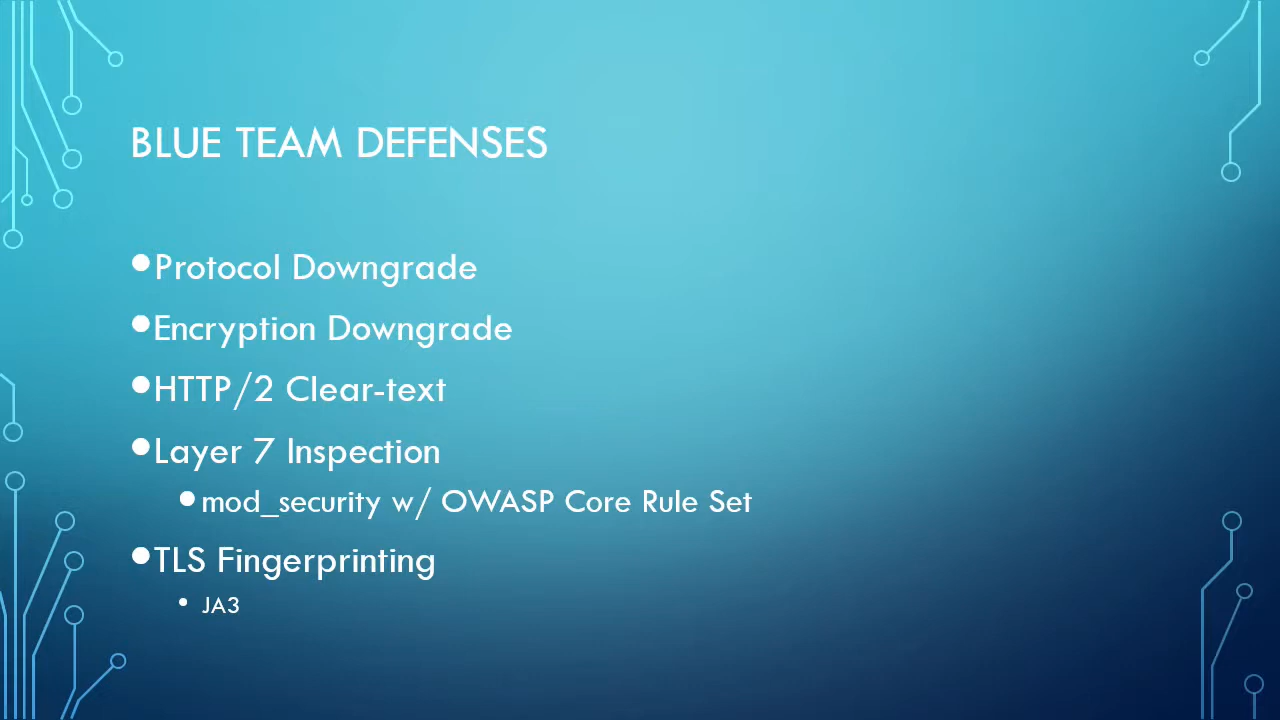 BLUE TEAM DEFENSES
•Protocol Downgrade
•Encryption Downgrade
•HTTP/2 Clear-text
•Layer 7 Inspection
•mod_security w/ OWASP Core Rule Set
•TLS Fingerprinting
• JA3